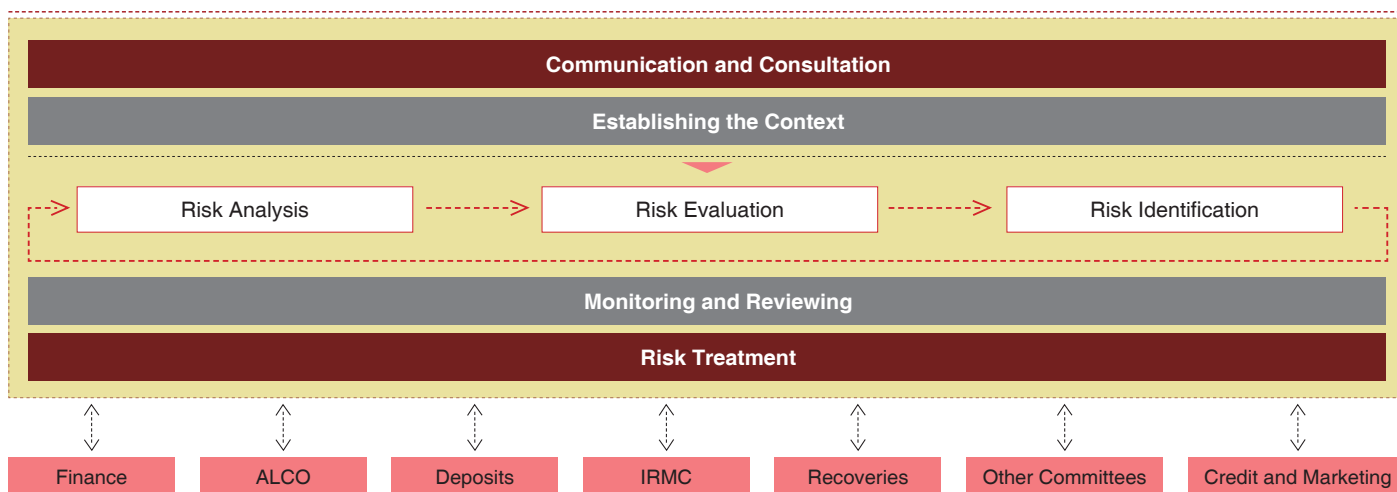 Communication and Consultation
Establishing the Context
Risk Analysis
Risk Evaluation
Risk Identification
Monitoring and Reviewing
Risk Treatment
Finance
ALCO
Deposits
IRMC
Recoveries
Other Committees
Credit and Marketing